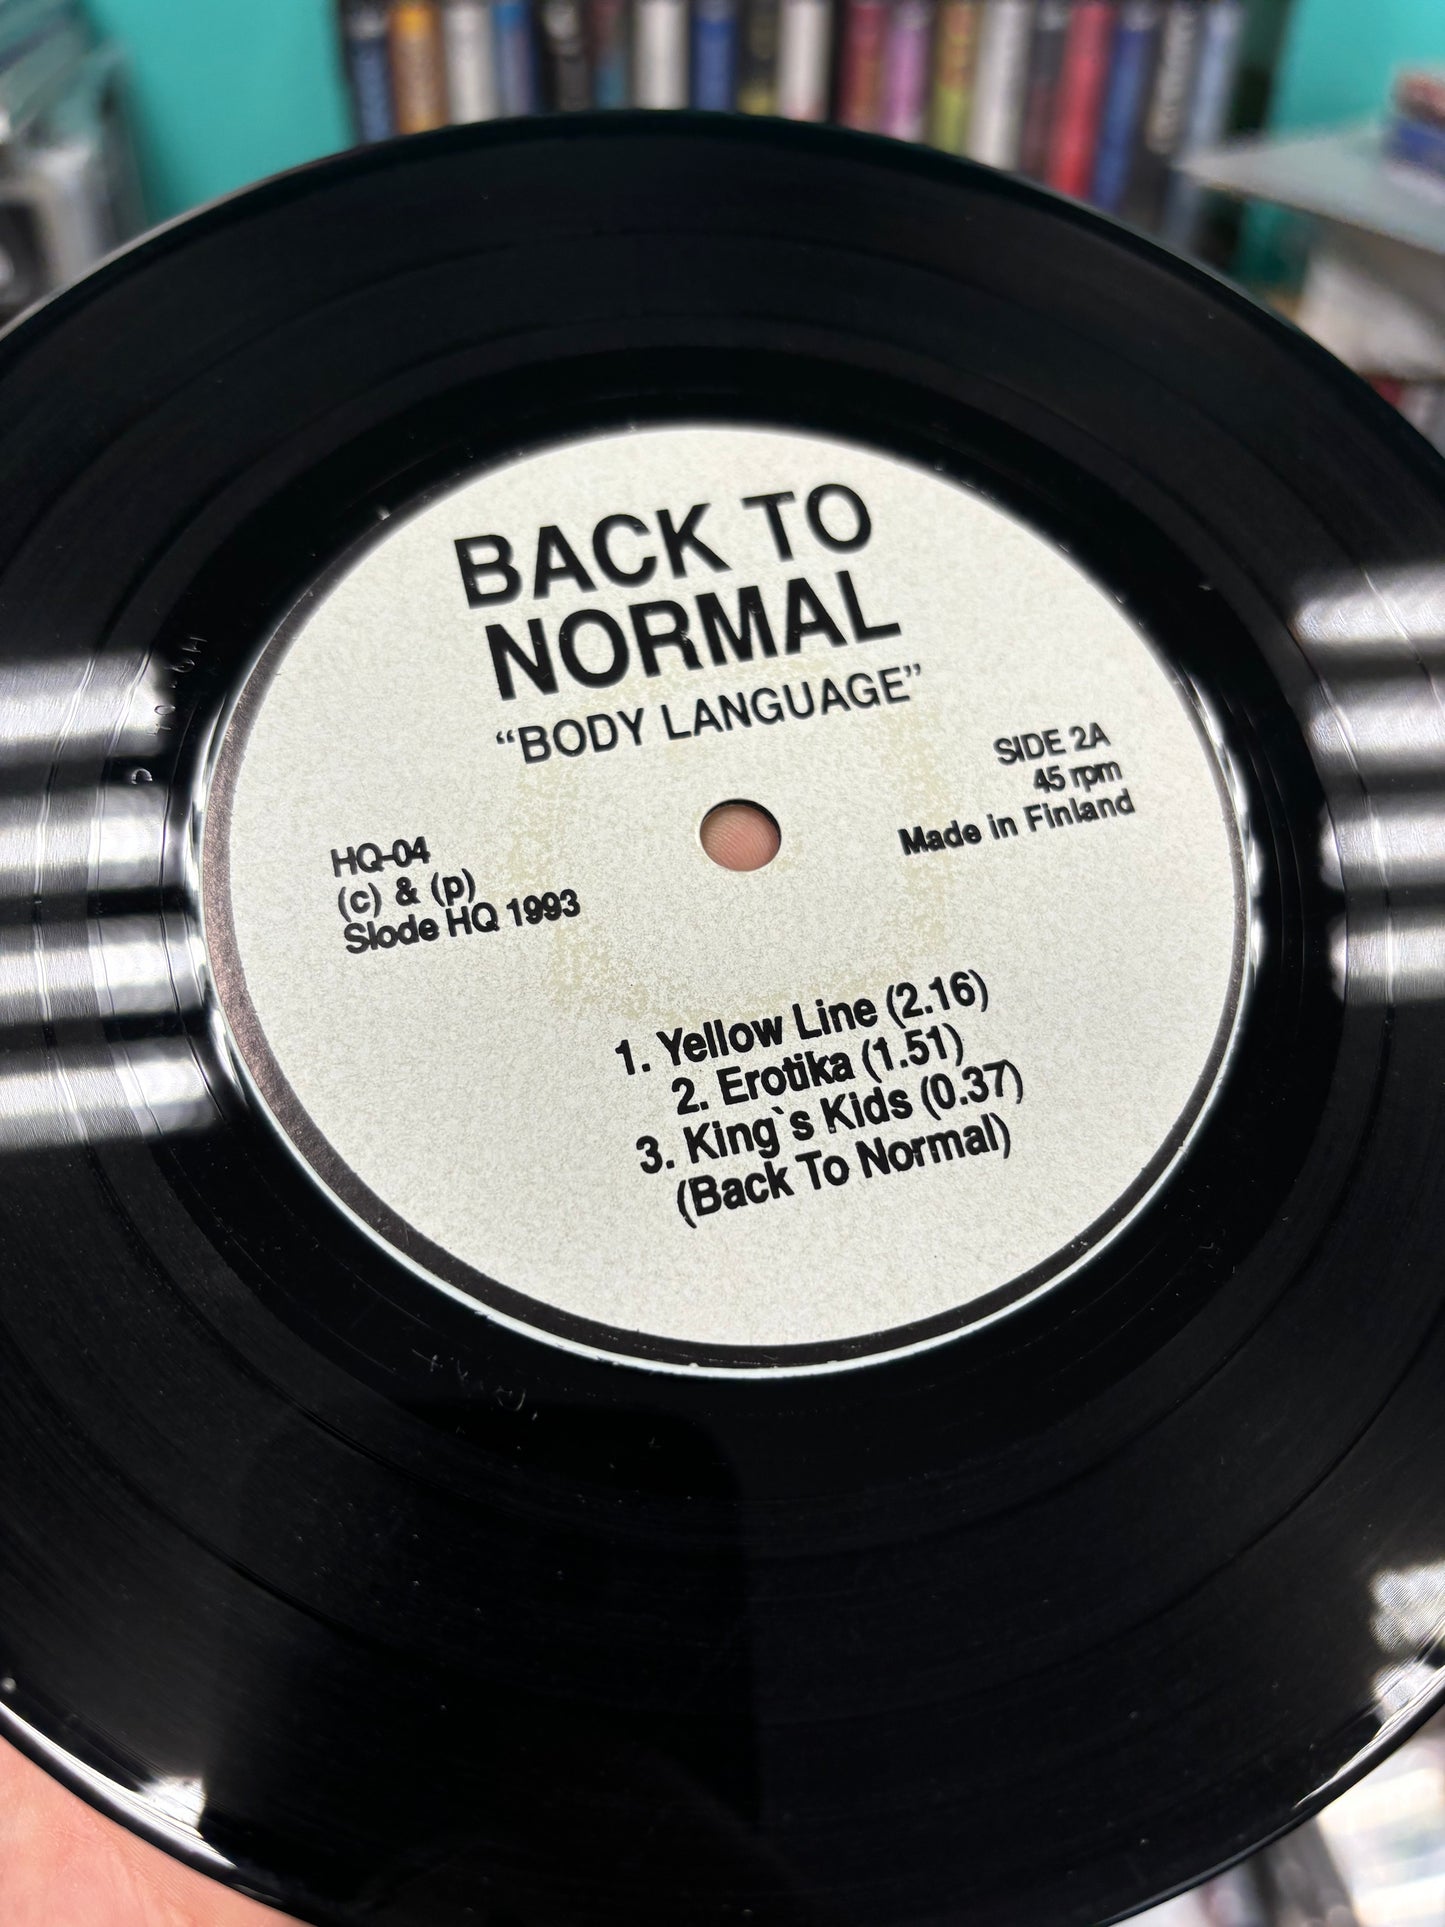 BACK TO
NORMAL
“BODY LANGUAGE”
SIDE 2A
45 rpm
Made in Finland
HQ-04
(c) & (p)
Slode HQ 1993
1. Yellow Line (2.16)
2. Erotika (1.51)
3. King`s Kids (0.37)
(Back To Normal)